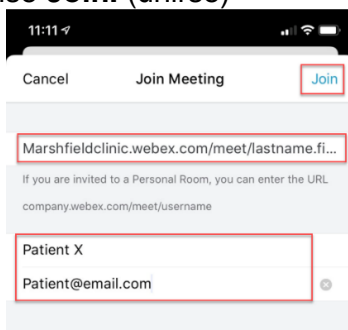 Join. (
11:11
Cancel Join Meeting Join
Marshfieldclinic.webex.com/meet/lastname.fi...
If you are invited to a Personal Room, you can enter the URL
company.webex.com/meet/username
Patient X
Patient@email.com